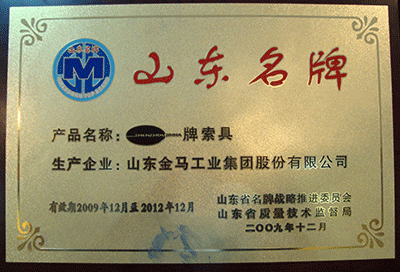 山东名牌
产品名称：牌索具
生产企业：山东金马工业集团股份有限公司
有效期2009年12月至2012年12月
山东省名牌战略推进委员会
山东省质量技术监督局
二00九年十二月